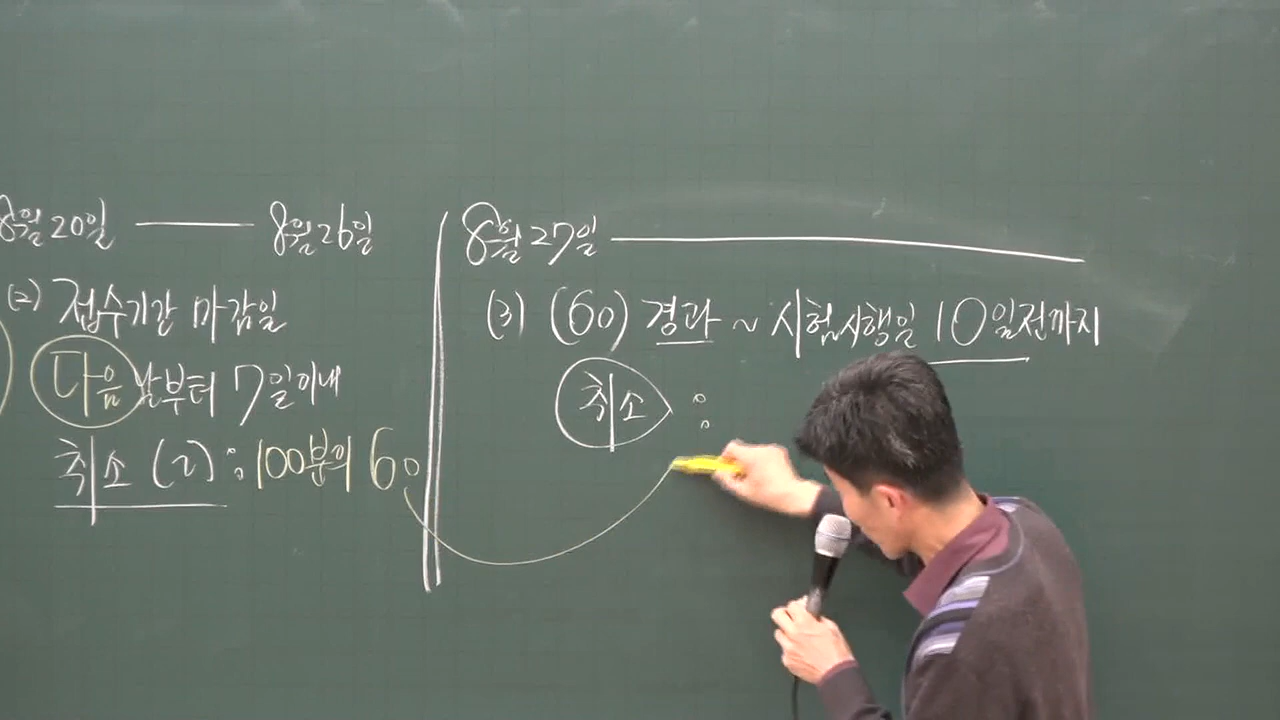 8월 20일 — 8월 26일
(2) 접수기간 마감일
다음날부터 7일이내
취소 (2) : 100분의 60
8월 27일 —
(3) (60) 경과 ~ 시험시행일 10일전까지
취소 :